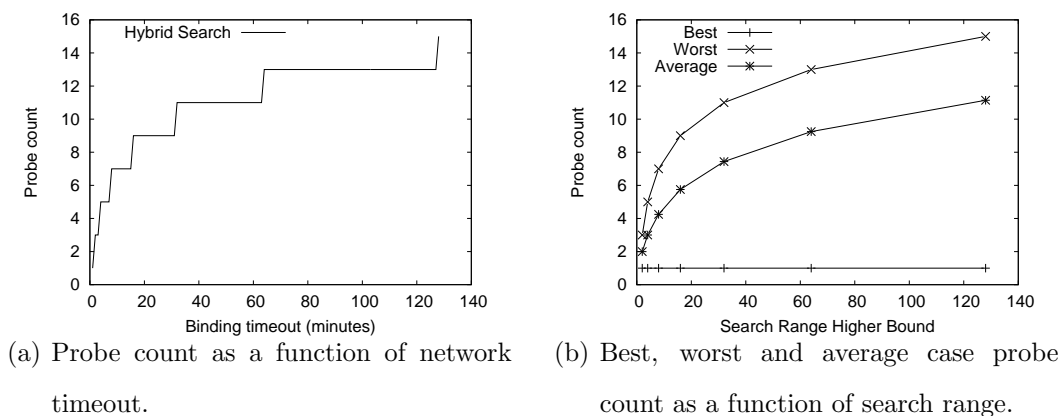 16
14
12
10
8
6
4
2
0
Probe count
Hybrid Search
0 20 40 60 80 100 120 140
Binding timeout (minutes)
(a) Probe count as a function of network
timeout.
16
14
12
10
8
6
4
2
0
Probe count
Best
Worst
Average
0 20 40 60 80 100 120 140
Search Range Higher Bound
(b) Best, worst and average case probe
count as a function of search range.